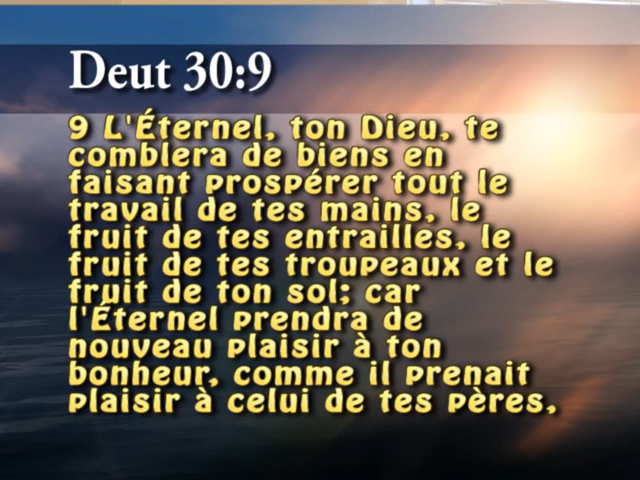 Deut 30:9
9 L'Éternel, ton Dieu, te
comblera de biens en
faisant prospérer tout le
travail de tes mains, le
fruit de tes entrailles, le
fruit de tes troupeaux et le
fruit de ton sol; car
l'Éternel prendra de
nouveau plaisir à ton
bonheur, comme il prenait
plaisir à celui de tes pères,